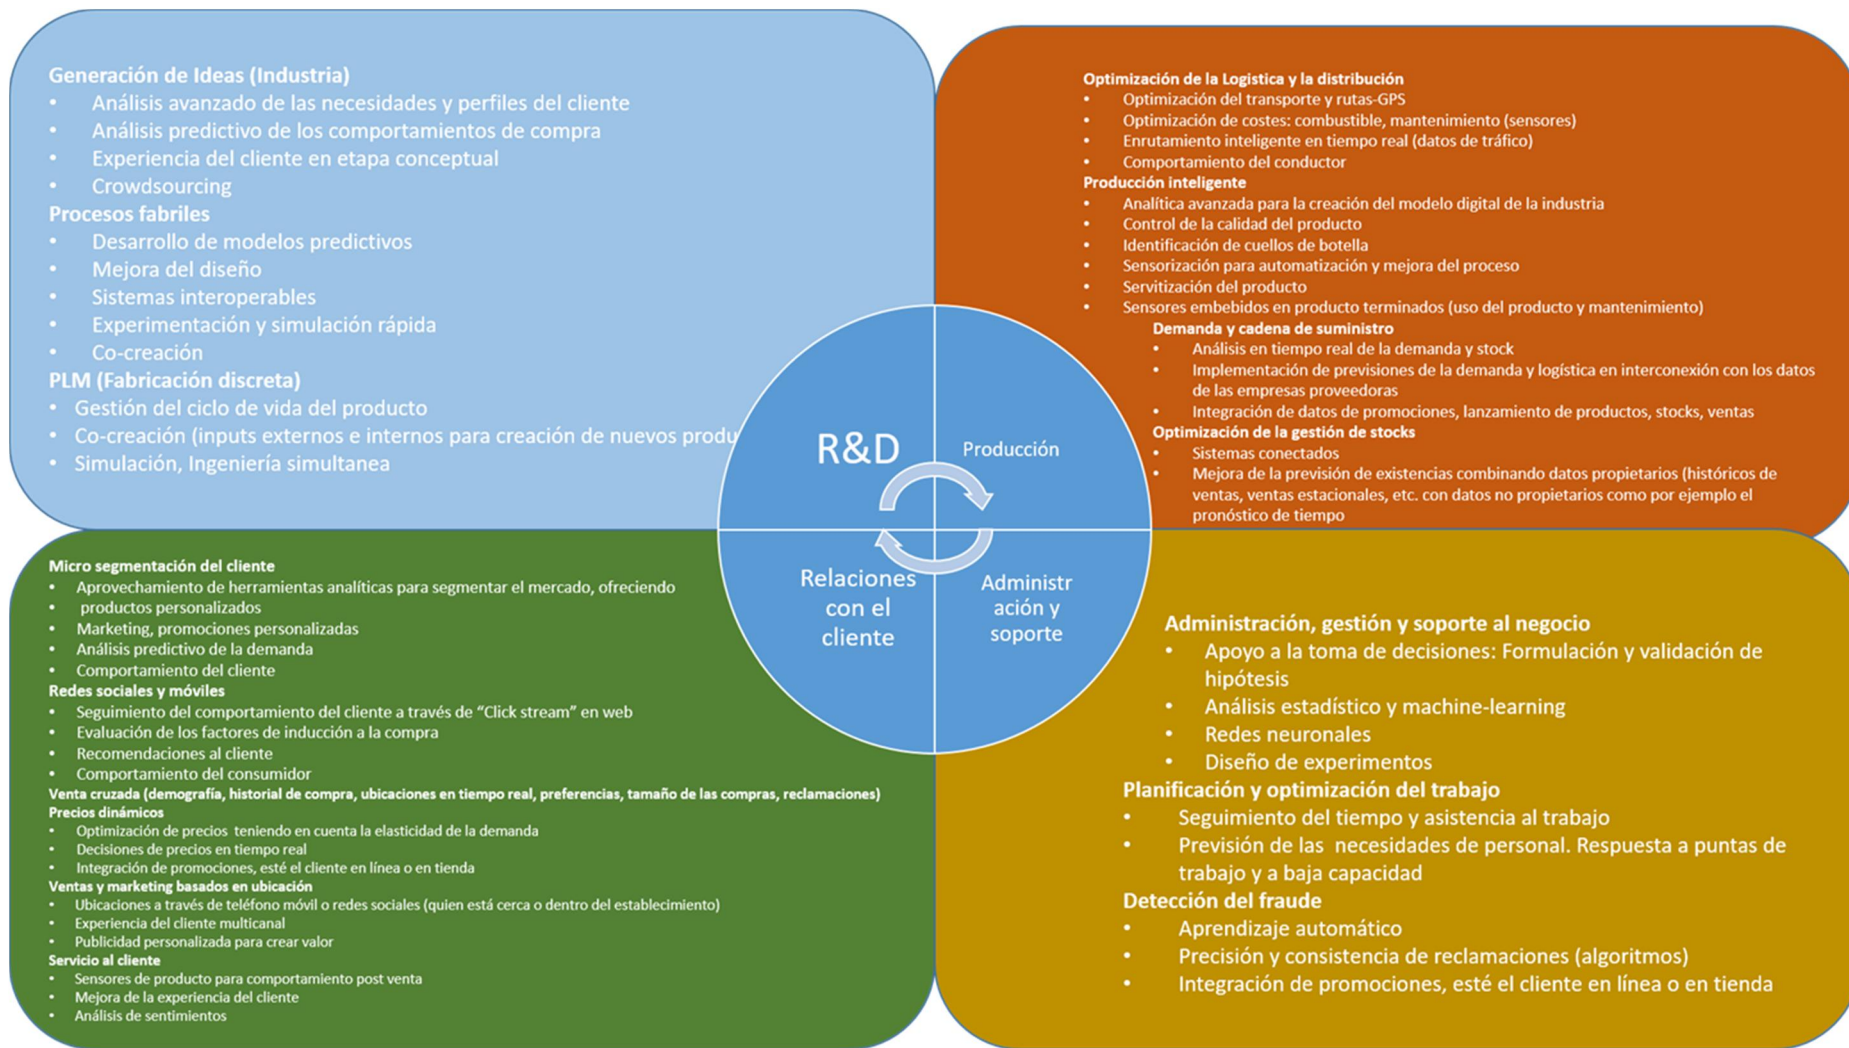 Generación de Ideas (Industria)
• Análisis avanzado de las necesidades y perfiles del cliente
• Análisis predictivo de los comportamientos de compra
• Experiencia del cliente en etapa conceptual
• Crowdsourcing
Procesos fabriles
• Desarrollo de modelos predictivos
• Mejora del diseño
• Sistemas interoperables
• Experimentación y simulación rápida
• Co-creación
PLM (Fabricación discreta)
• Gestión del ciclo de vida del producto
• Co-creación (inputs externos e internos para creación de nuevos produ
• Simulación, Ingeniería simultanea
Optimización de la Logistica y la distribución
• Optimización del transporte y rutas-GPS
• Optimización de costes: combustible, mantenimiento (sensores)
• Enrutamiento inteligente en tiempo real (datos de tráfico)
• Comportamiento del conductor
Producción inteligente
• Analítica avanzada para la creación del modelo digital de la industria
• Control de la calidad del producto
• Identificación de cuellos de botella
• Sensorización para automatización y mejora del proceso
• Servitización del producto
• Sensores embebidos en producto terminados (uso del producto y mantenimiento)
Demanda y cadena de suministro
• Análisis en tiempo real de la demanda y stock
• Implementación de previsiones de la demanda y logística en interconexión con los datos
de las empresas proveedoras
• Integración de datos de promociones, lanzamiento de productos, stocks, ventas
Optimización de la gestión de stocks
• Sistemas conectados
• Mejora de la previsión de existencias combinando datos propietarios (históricos de
ventas, ventas estacionales, etc. con datos no propietarios como por ejemplo el
pronóstico de tiempo
R&D
Producción
Relaciones
con el
cliente
Administr
ación y
soporte
Micro segmentación del cliente
• Aprovechamiento de herramientas analíticas para segmentar el mercado, ofreciendo
• productos personalizados
• Marketing, promociones personalizadas
• Análisis predictivo de la demanda
• Comportamiento del cliente
Redes sociales y móviles
• Seguimiento del comportamiento del cliente a través de “Click stream” en web
• Evaluación de los factores de inducción a la compra
• Recomendaciones al cliente
• Comportamiento del consumidor
Venta cruzada (demografía, historial de compra, ubicaciones en tiempo real, preferencias, tamaño de las compras, reclamaciones)
Precios dinámicos
• Optimización de precios teniendo en cuenta la elasticidad de la demanda
• Decisiones de precios en tiempo real
• Integración de promociones, esté el cliente en línea o en tienda
Ventas y marketing basados en ubicación
• Ubicaciones a través de teléfono móvil o redes sociales (quien está cerca o dentro del establecimiento)
• Experiencia del cliente multicanal
• Publicidad personalizada para crear valor
Servicio al cliente
• Sensores de producto para comportamiento post venta
• Mejora de la experiencia del cliente
• Análisis de sentimientos
Administración, gestión y soporte al negocio
• Apoyo a la toma de decisiones: Formulación y validación de
hipótesis
• Análisis estadístico y machine-learning
• Redes neuronales
• Diseño de experimentos
Planificación y optimización del trabajo
• Seguimiento del tiempo y asistencia al trabajo
• Previsión de las necesidades de personal. Respuesta a puntas de
trabajo y a baja capacidad
Detección del fraude
• Aprendizaje automático
• Precisión y consistencia de reclamaciones (algoritmos)
• Integración de promociones, esté el cliente en línea o en tienda